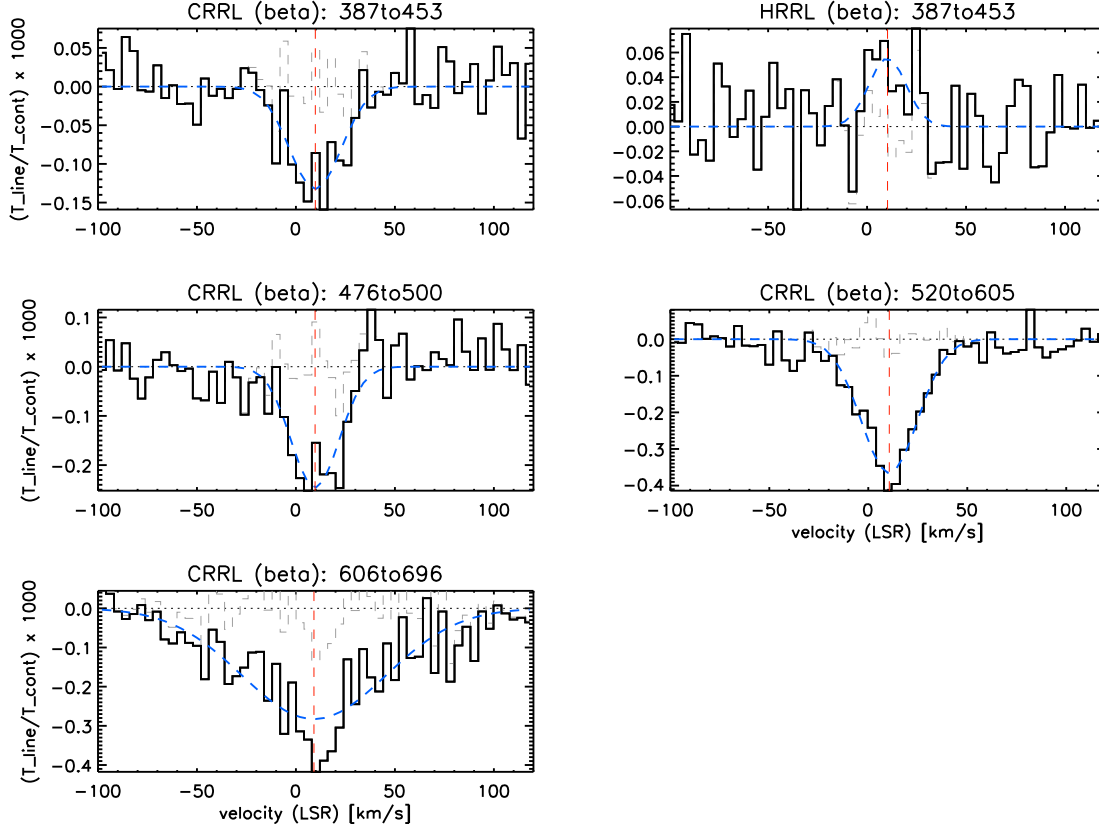 CRRL (beta): 387to453
HRRL (beta): 387to453
(T_line/T_cont) x 1000
0.05
0.00
-0.05
-0.10
-0.15
-100 -50 0 50 100
0.06
0.04
0.02
0.00
-0.02
-0.04
-0.06
-50 0 50 100
CRRL (beta): 476to500
CRRL (beta): 520to605
(T_line/T_cont) x 1000
0.1
0.0
-0.1
-0.2
-100 -50 0 50 100
0.0
-0.1
-0.2
-0.3
-0.4
-100 -50 0 50 100
velocity (LSR) [km/s]
CRRL (beta): 606to696
(T_line/T_cont) x 1000
0.0
-0.1
-0.2
-0.3
-0.4
-100 -50 0 50 100
velocity (LSR) [km/s]